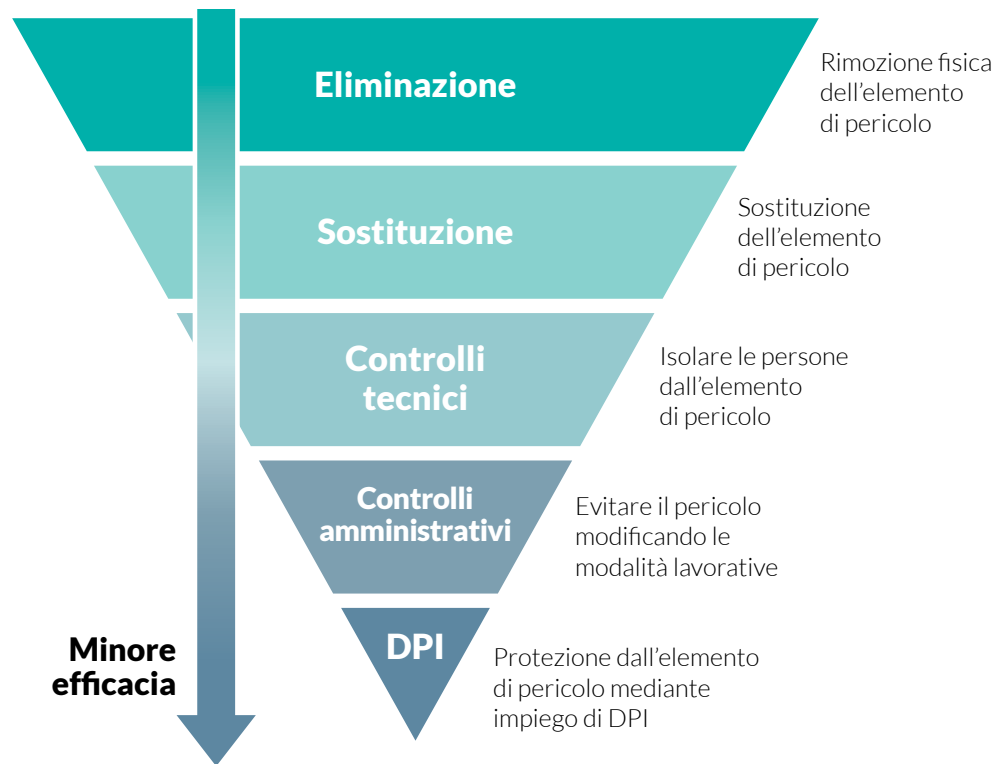 Eliminazione
Rimozione fisica
dell’elemento
di pericolo
Sostituzione
Sostituzione
dell’elemento
di pericolo
Controlli
tecnici
Isolare le persone
dall’elemento
di pericolo
Controlli
amministrativi
Evitare il pericolo
modificando le
modalità lavorative
DPI
Protezione dall’elemento
di pericolo mediante
impiego di DPI
Minore
efficacia